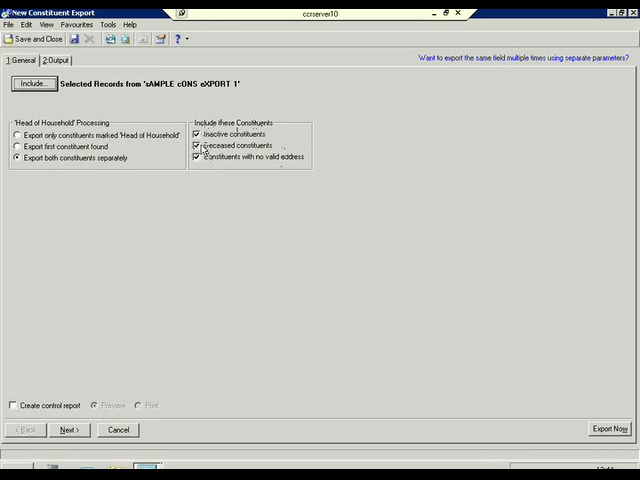 New Constituent Export
ccrserver10
File Edit View Favourites Tools Help
Save and Close
1:General 2:Output
Want to export the same field multiple times using separate parameters?
Include... Selected Records from 'sAMPLE cONS eXPORT 1'
'Head of Household' Processing
Export only constituents marked 'Head of Household'
Export first constituent found
Export both constituents separately
Include these Constituents
Inactive constituents
Deceased constituents
Constituents with no valid address
Create control report Preview Print
< Back Next > Cancel Export Now